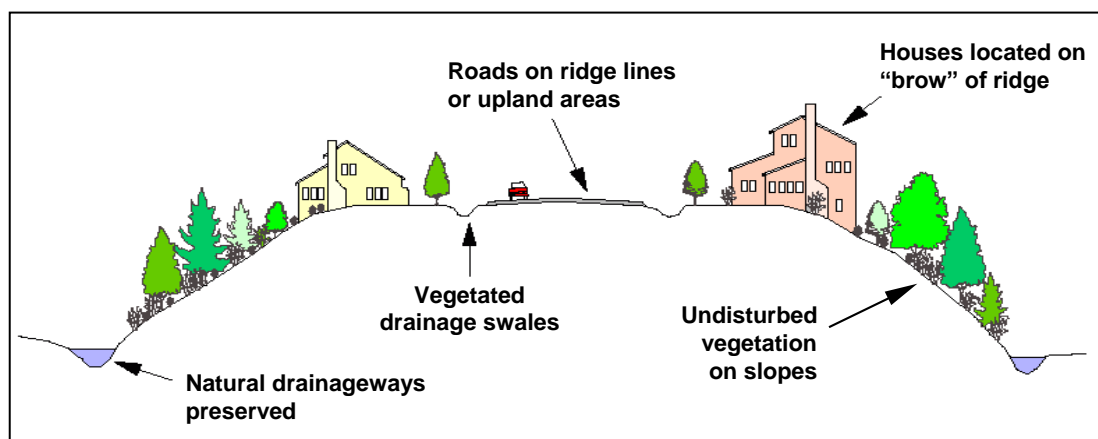 Houses located on
“brow” of ridge
Roads on ridge lines
or upland areas
Vegetated
drainage swales
Undisturbed
vegetation
on slopes
Natural drainageways
preserved